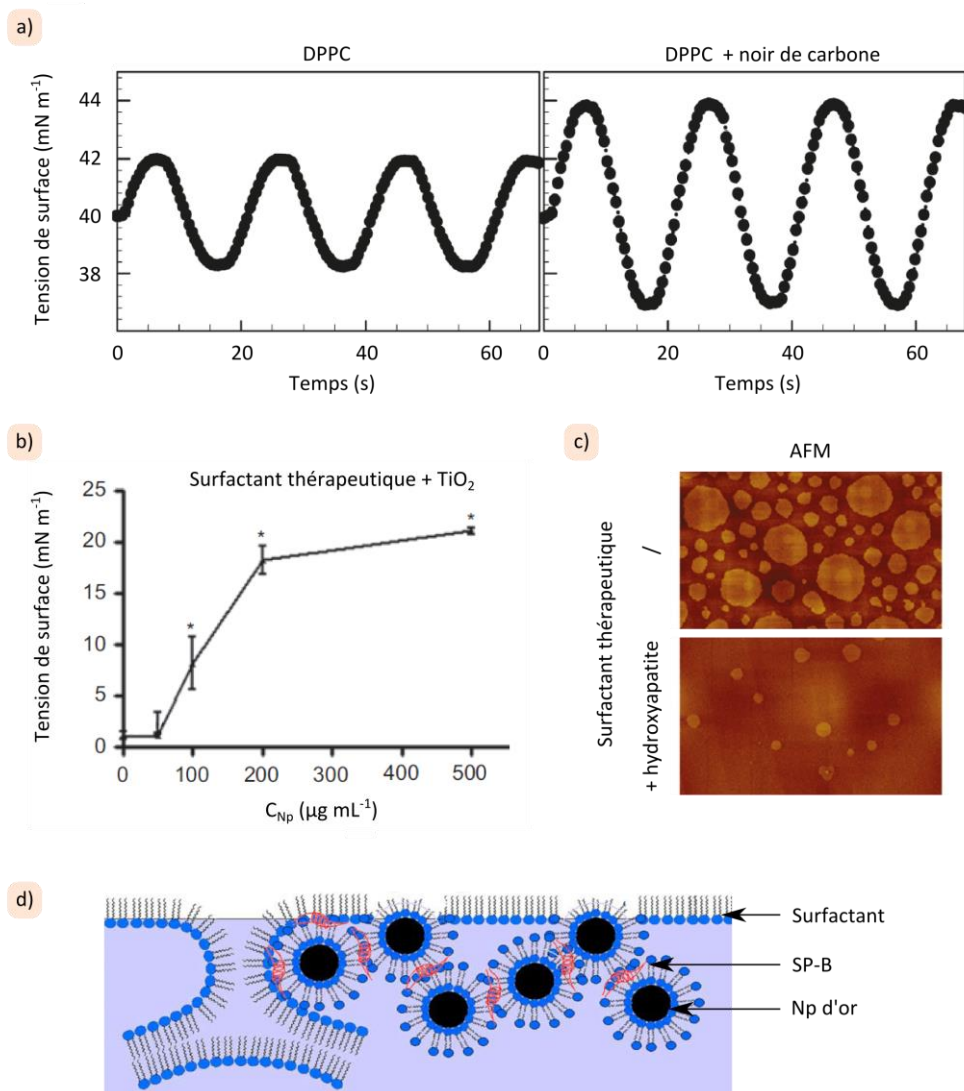 a)
DPPC
DPPC + noir de carbone
Tension de surface (mN m⁻¹)
44
42
40
38
0
20
40
60
0
20
40
60
Temps (s)
Temps (s)
b)
Surfactant thérapeutique + TiO₂
Tension de surface (mN m⁻¹)
25
20
15
10
5
0
*
*
*
0
100
200
300
400
500
C_Np (µg mL⁻¹)
c)
AFM
Surfactant thérapeutique
/
+ hydroxyapatite
d)
Surfactant
SP-B
Np d'or